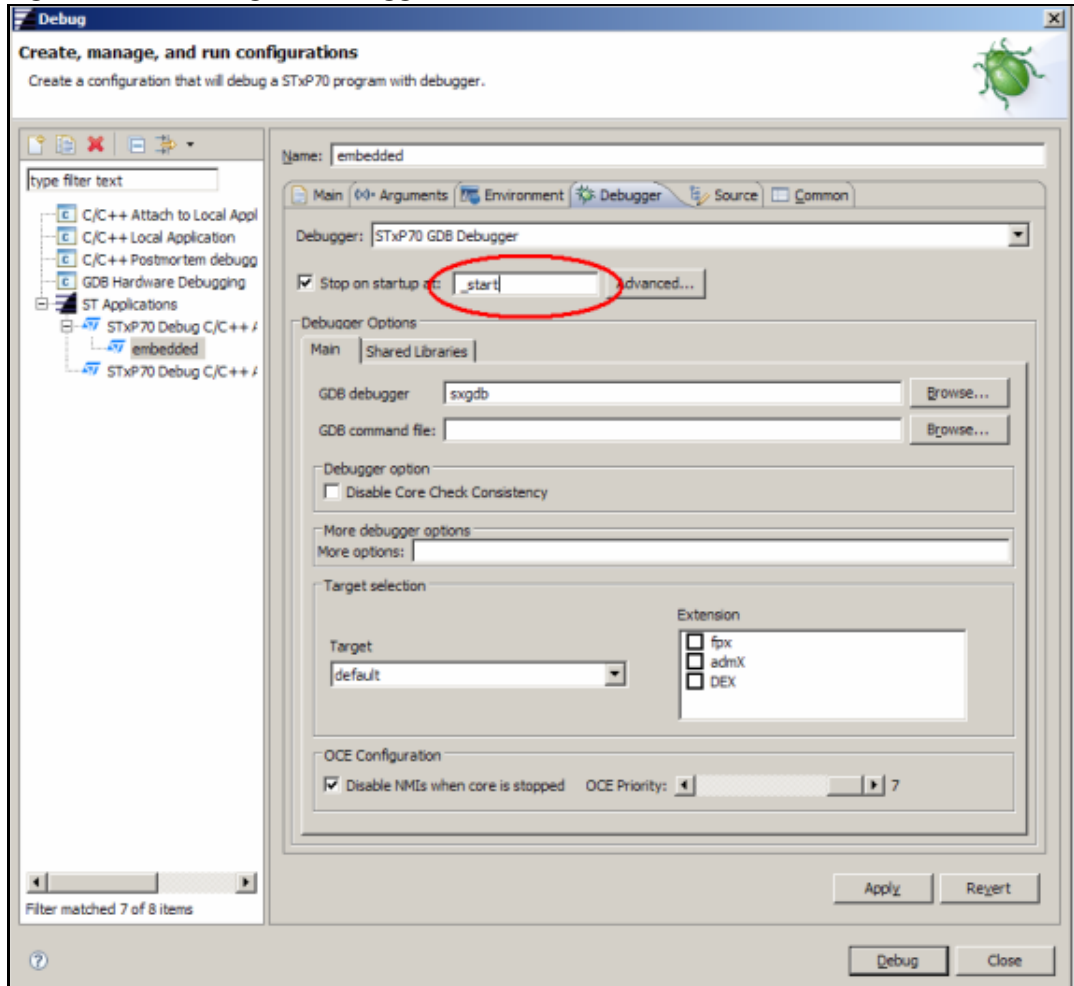 Debug
Create, manage, and run configurations
Create a configuration that will debug a STxP70 program with debugger.
type filter text
C/C++ Attach to Local Appl
C/C++ Local Application
C/C++ Postmortem debugg
GDB Hardware Debugging
ST Applications
STxP70 Debug C/C++ A
embedded
STxP70 Debug C/C++ A
Filter matched 7 of 8 items
Name: embedded
Main Arguments Environment Debugger Source Common
Debugger: STxP70 GDB Debugger
Stop on startup at: _start Advanced...
Debugger Options
Main Shared Libraries
GDB debugger sxgdb Browse...
GDB command file: Browse...
Debugger option
Disable Core Check Consistency
More debugger options
More options:
Target selection
Extension
Target
fpx
default
admX
DEX
OCE Configuration
Disable NMIs when core is stopped OCE Priority: 7
Apply Revert
Debug Close